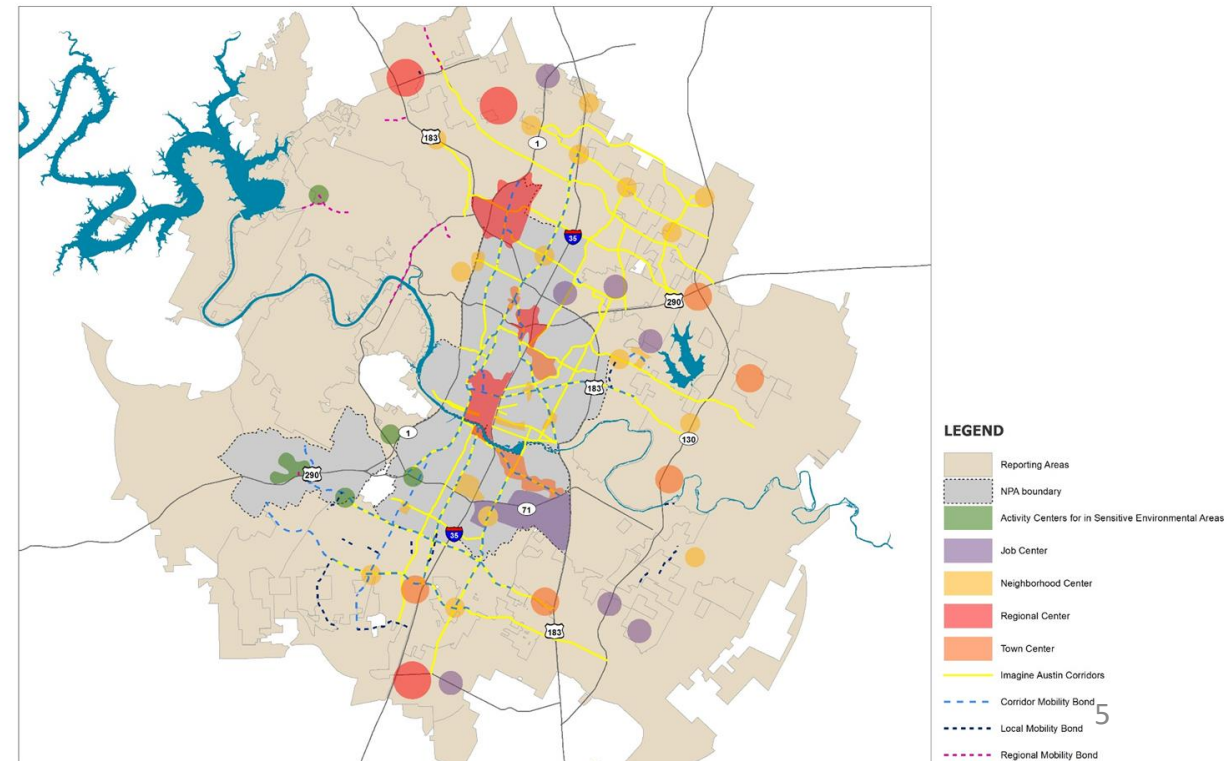 183
1
35
290
183
130
1
290
71
35
183
LEGEND
Reporting Areas
NPA boundary
Activity Centers for in Sensitive Environmental Areas
Job Center
Neighborhood Center
Regional Center
Town Center
Imagine Austin Corridors
Corridor Mobility Bond
5
Local Mobility Bond
Regional Mobility Bond